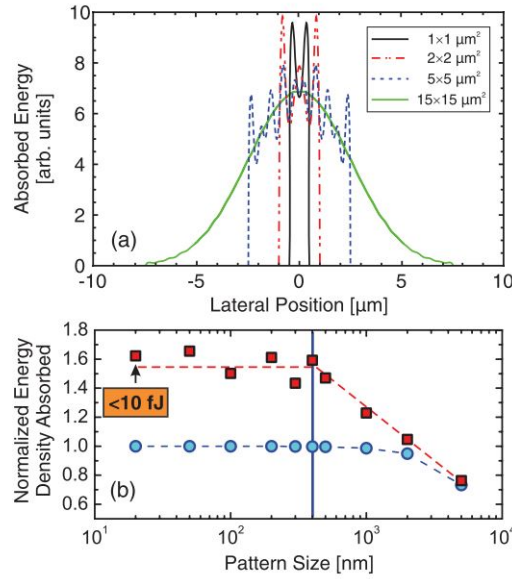 10
8
6
4
2
0
Absorbed Energy
[arb. units]
1×1 µm²
2×2 µm²
5×5 µm²
15×15 µm²
(a)
-10 -5 0 5 10
Lateral Position [µm]
1.8
1.6
1.4
1.2
1.0
0.8
0.6
Normalized Energy
Density Absorbed
<10 fJ
(b)
10¹ 10² 10³ 10⁴
Pattern Size [nm]